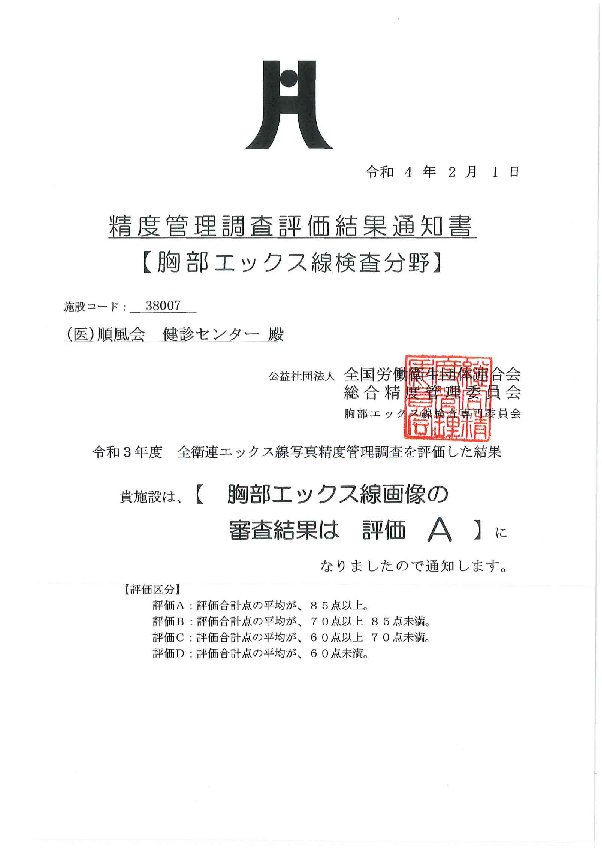 令和 4 年 2 月 1 日
精度管理調査評価結果通知書
【胸部エックス線検査分野】
施設コード： 38007
(医)順風会　健診センター 殿
公益社団法人 全国労働衛生団体連合会
総合精度管理委員会
胸部エックス線検査専門委員会
令和３年度　全衛連エックス線写真精度管理調査を評価した結果
貴施設は、【　胸部エックス線画像の
審査結果は　評価　A　】に
なりましたので通知します。
【評価区分】
評価A：評価合計点の平均が、８５点以上。
評価B：評価合計点の平均が、７０点以上 ８５点未満。
評価C：評価合計点の平均が、６０点以上 ７０点未満。
評価D：評価合計点の平均が、６０点未満。